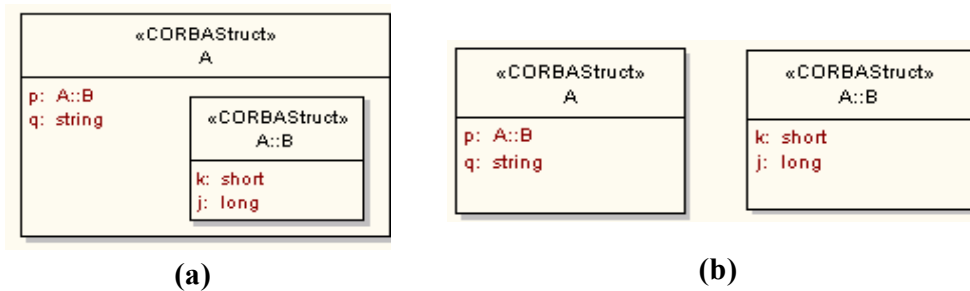 «CORBAStruct»
A
p: A::B
q: string
«CORBAStruct»
A::B
k: short
j: long
(a)
«CORBAStruct»
A
p: A::B
q: string
«CORBAStruct»
A::B
k: short
j: long
(b)